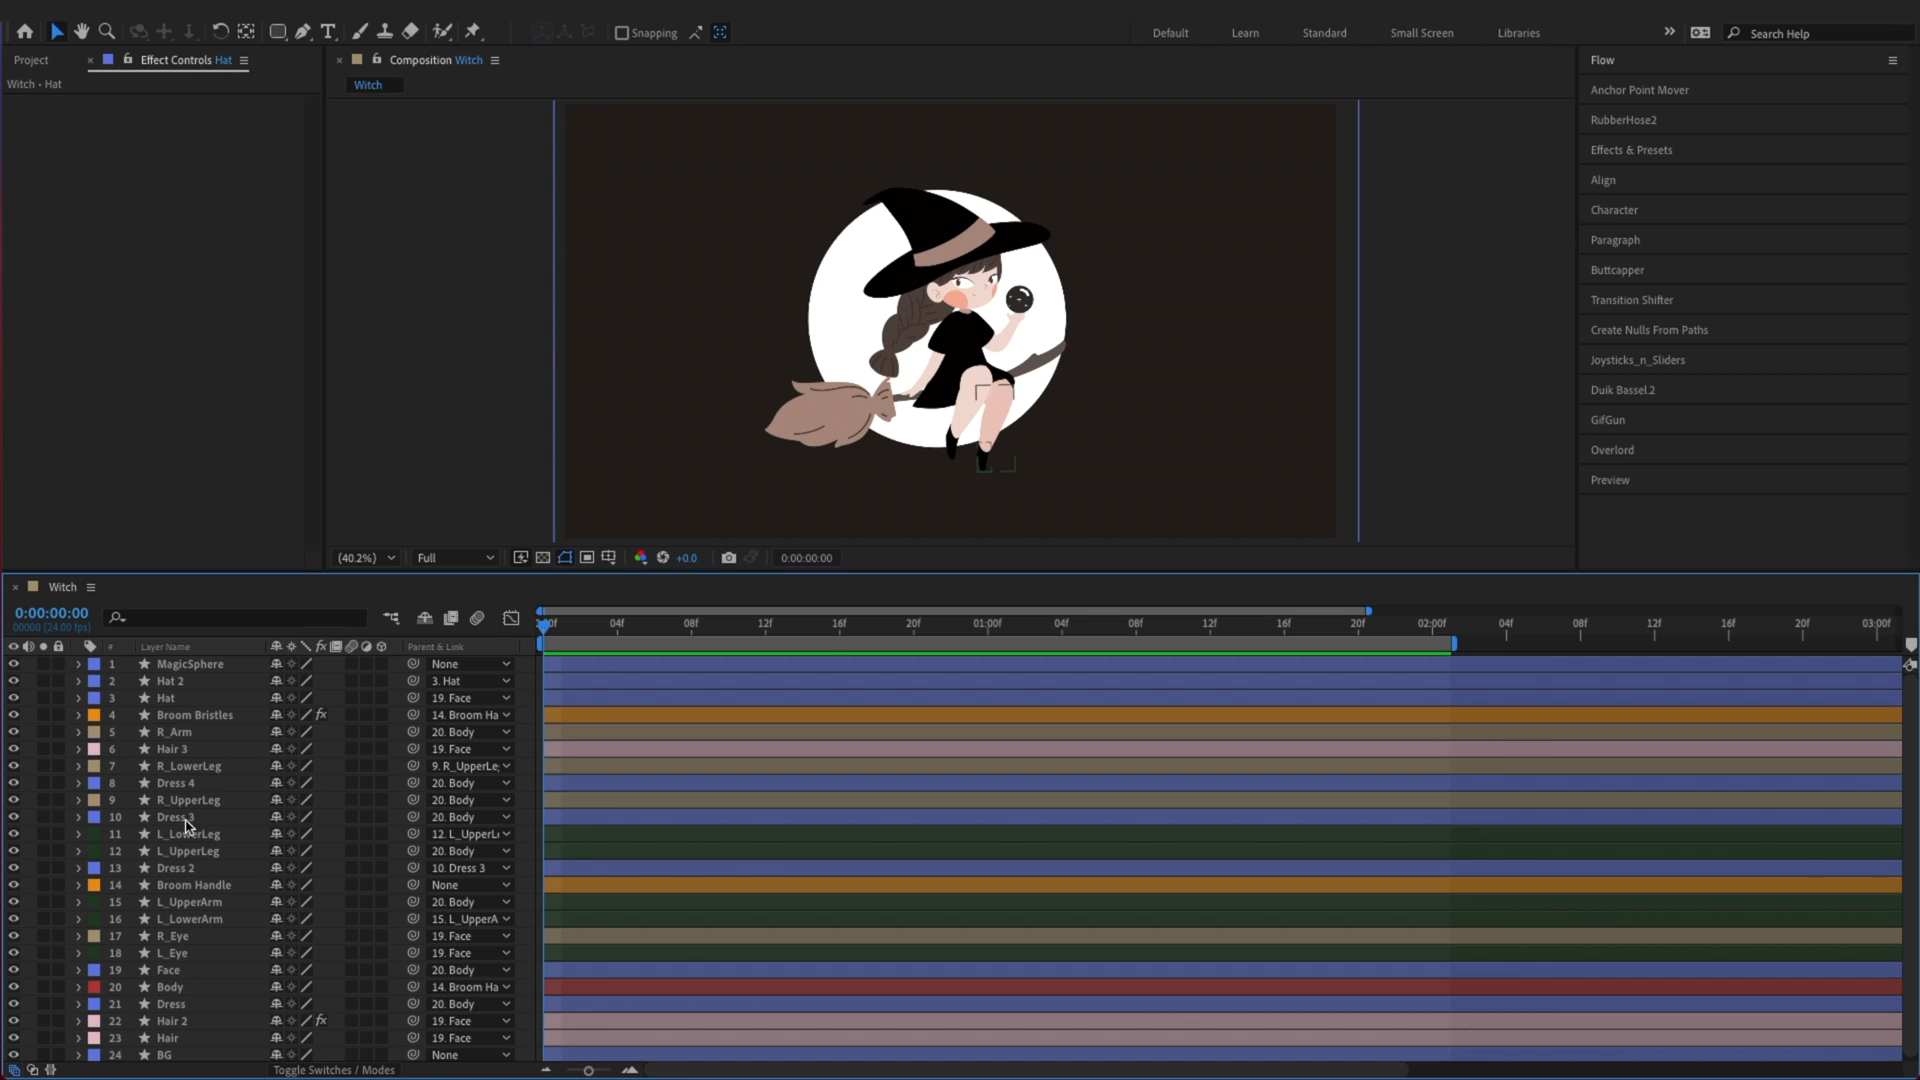 Snapping
Default
Learn
Standard
Small Screen
Libraries
Search Help
Project
Effect Controls Hat
Composition Witch
Witch • Hat
Witch
Flow
Anchor Point Mover
RubberHose2
Effects & Presets
Align
Character
Paragraph
Buttcapper
Transition Shifter
Create Nulls From Paths
Joysticks_n_Sliders
Duik Bassel.2
GifGun
Overlord
Preview
(40.2%)
Full
+0.0
0:00:00:00
Witch
0:00:00:00
00000 (24.00 fps)
04f 08f 12f 16f 20f 01:00f 04f 08f 12f 16f 20f 02:00f 04f 08f 12f 16f 20f 03:00f
# Layer Name fx Parent & Link
1 MagicSphere None
2 Hat 2 3. Hat
3 Hat 19. Face
4 Broom Bristles fx 14. Broom Ha
5 R_Arm 20. Body
6 Hair 3 19. Face
7 R_LowerLeg 9. R_UpperLe
8 Dress 4 20. Body
9 R_UpperLeg 20. Body
10 Dress 3 20. Body
11 L_LowerLeg 12. L_UpperL
12 L_UpperLeg 20. Body
13 Dress 2 10. Dress 3
14 Broom Handle None
15 L_UpperArm 20. Body
16 L_LowerArm 15. L_UpperA
17 R_Eye 19. Face
18 L_Eye 19. Face
19 Face 20. Body
20 Body 14. Broom Ha
21 Dress 20. Body
22 Hair 2 fx 19. Face
23 Hair 19. Face
24 BG None
Toggle Switches / Modes